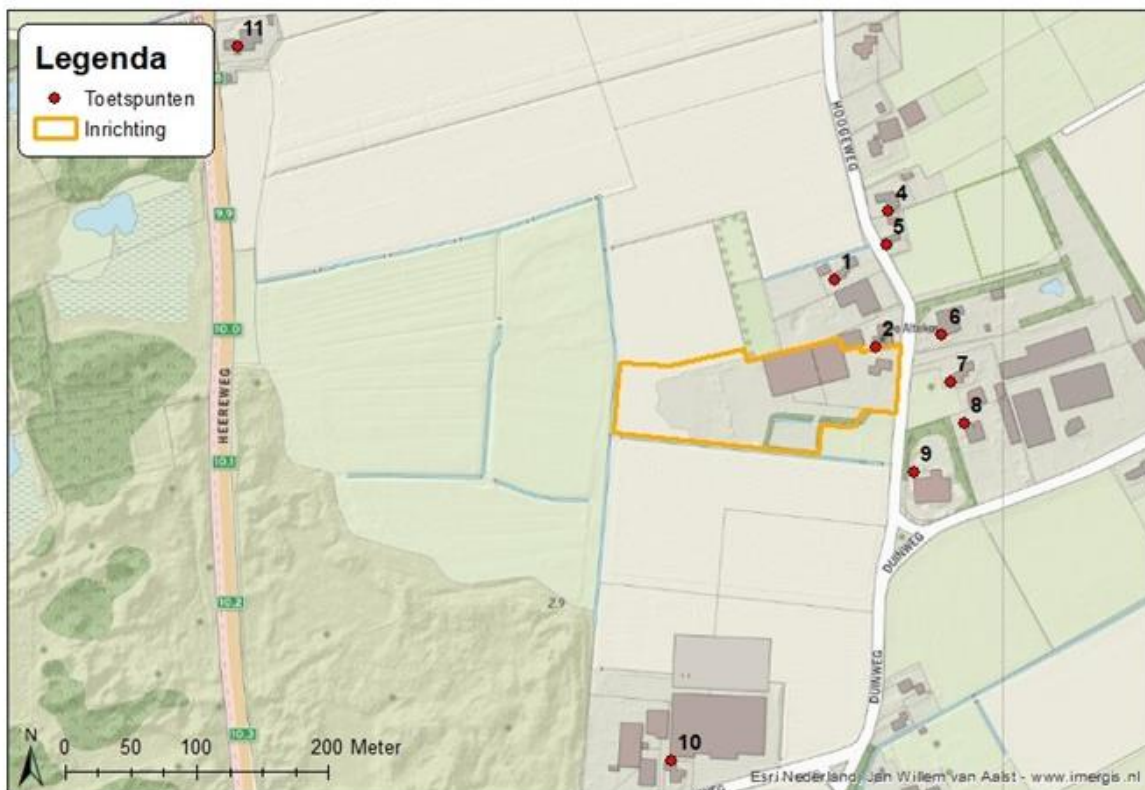 11
Legenda
Toetspunten
Inrichting
HOOGEWEG
9.9
4
5
1
10.0
2
6
7
HEEREWEG
8
10.1
9
DUINWEG
10.2
2.9
DUINWEG
10.3
N
0 50 100 200 Meter
10
Esri Nederland, Jan Willem van Aalst - www.imergis.nl